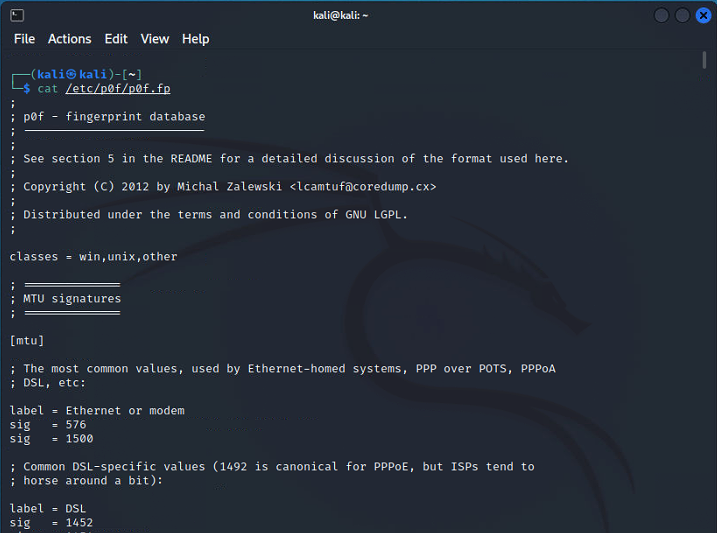 kali@kali: ~
File Actions Edit View Help
(kali㉿kali)-[~]
$ cat /etc/p0f/p0f.fp
;
; p0f - fingerprint database
; --------------------------
;
; See section 5 in the README for a detailed discussion of the format used here.
;
; Copyright (C) 2012 by Michal Zalewski <lcamtuf@coredump.cx>
;
; Distributed under the terms and conditions of GNU LGPL.
;
classes = win,unix,other
; ==============
; MTU signatures
; ==============
[mtu]
; The most common values, used by Ethernet-homed systems, PPP over POTS, PPPoA
; DSL, etc:
label = Ethernet or modem
sig   = 576
sig   = 1500
; Common DSL-specific values (1492 is canonical for PPPoE, but ISPs tend to
; horse around a bit):
label = DSL
sig   = 1452